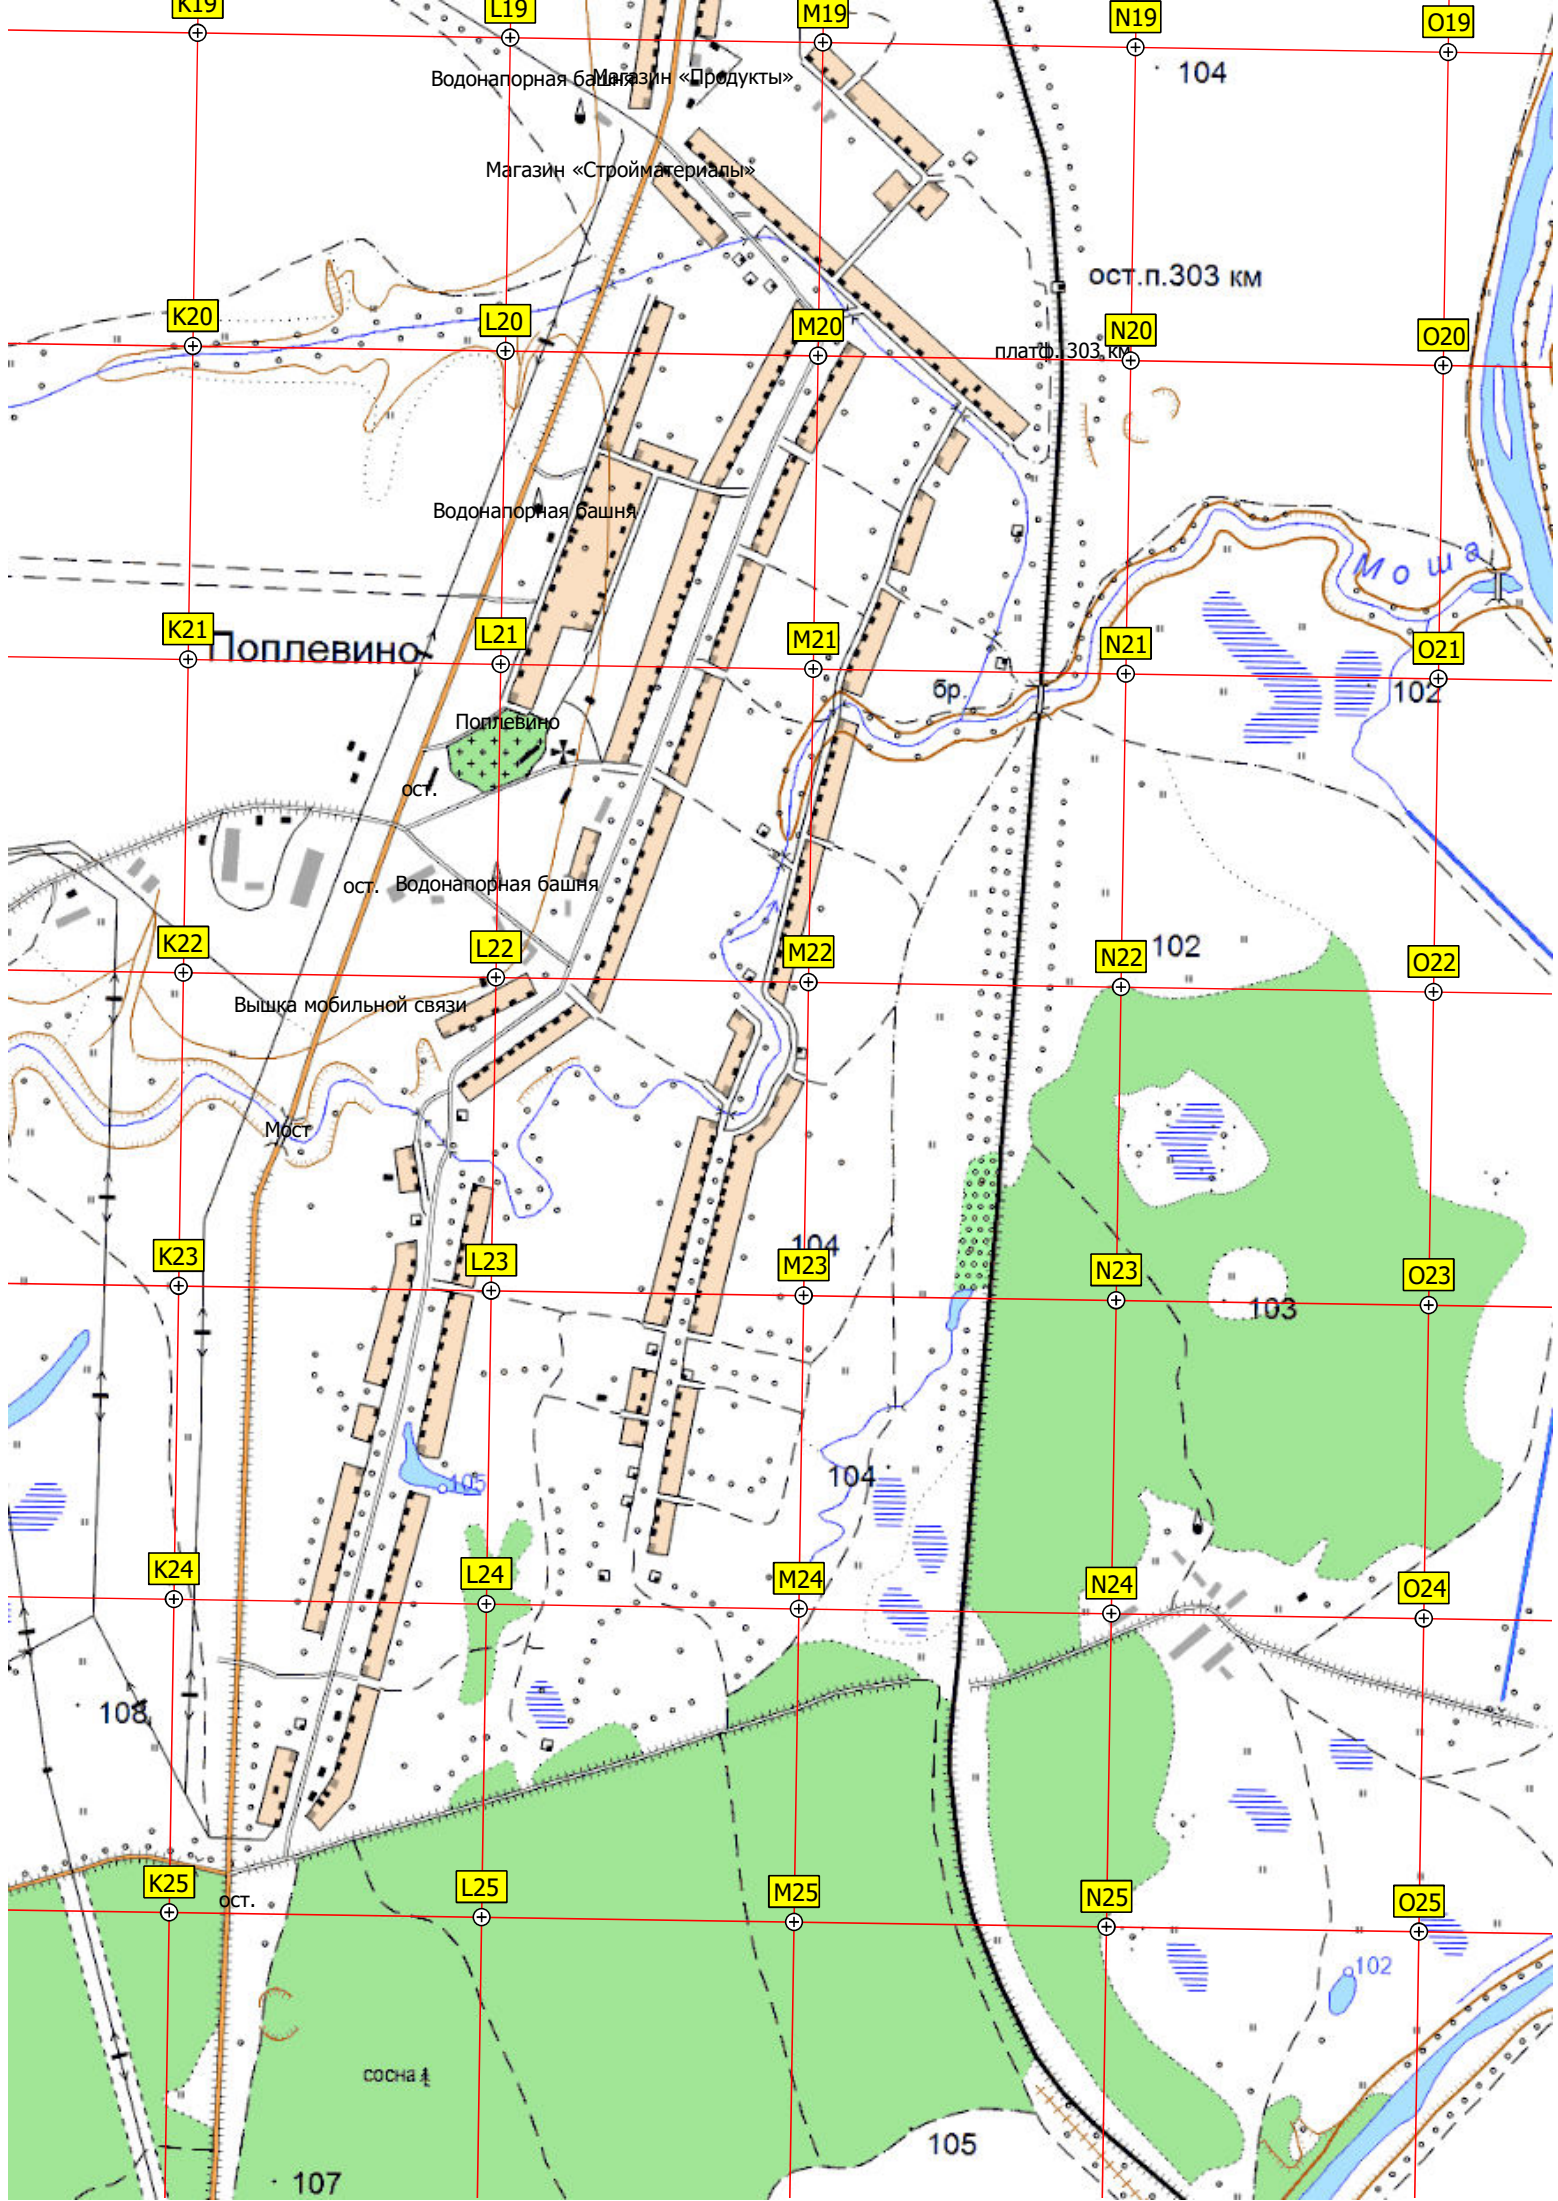 K19
L19
M19
N19
O19
104
Водонапорная башня
Магазин «Продукты»
Магазин «Стройматериалы»
ост.п.303 км
K20
L20
M20
N20
O20
платф. 303 км
Водонапорная башня
Моша
K21
L21
M21
N21
O21
Поплевино
бр.
102
Поплевино
ост.
ост.
Водонапорная башня
K22
L22
M22
N22
O22
102
Вышка мобильной связи
Мост
104
K23
L23
M23
N23
O23
103
104
105
K24
L24
M24
N24
O24
108
K25
L25
M25
N25
O25
ост.
102
сосна
105
107